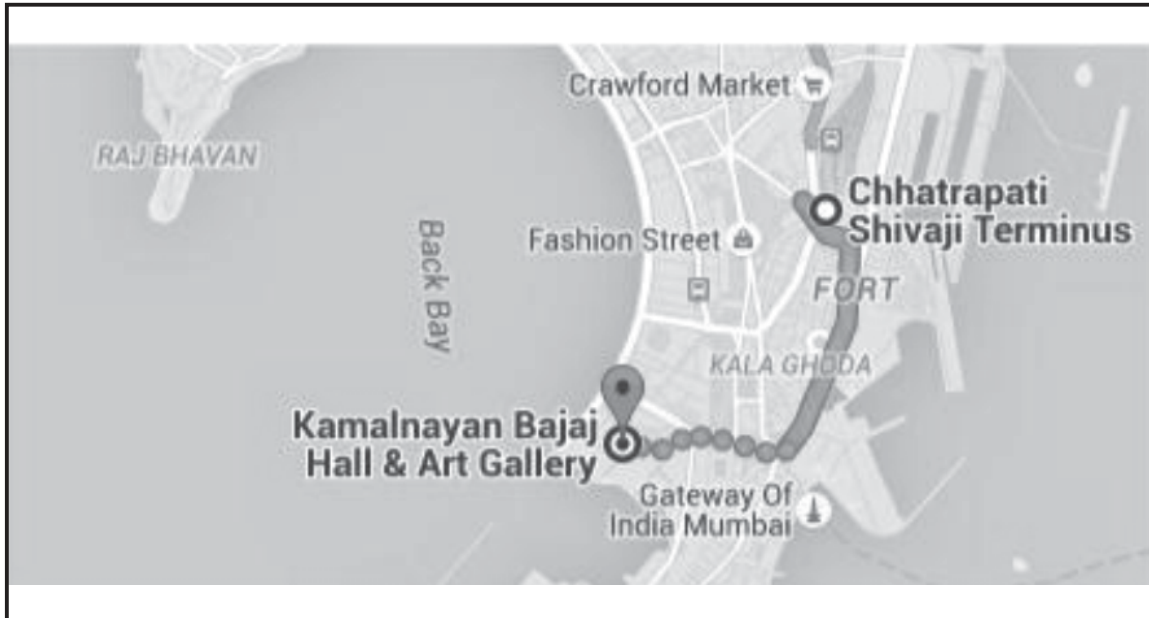 Crawford Market
RAJ BHAVAN
Chhatrapati
Shivaji Terminus
Fashion Street
Back Bay
FORT
KALA GHODA
Kamalnayan Bajaj
Hall & Art Gallery
Gateway Of
India Mumbai